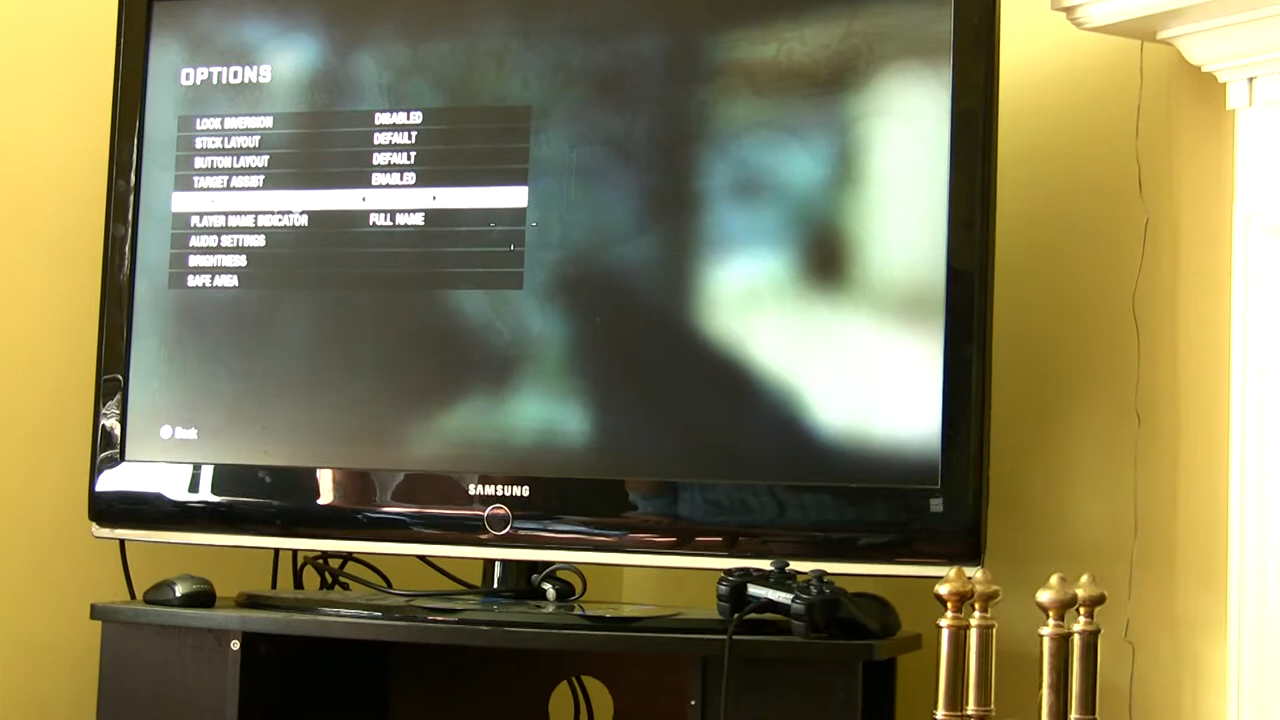 OPTIONS
LOOK INVERSION DISABLED
STICK LAYOUT DEFAULT
BUTTON LAYOUT DEFAULT
TARGET ASSIST ENABLED
PLAYER NAME INDICATOR FULL NAME
AUDIO SETTINGS
BRIGHTNESS
SAFE AREA
Back
SAMSUNG